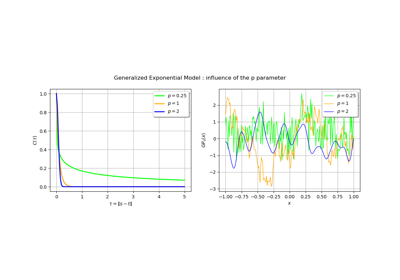 Generalized Exponential Model : influence of the p parameter
1.0
0.8
0.6
0.4
0.2
0.0
C(τ)
p = 0.25
p = 1
p = 2
0 1 2 3 4 5
τ = ||s − t||
3
2
1
0
−1
−2
−3
p = 0.25
p = 1
p = 2
−1.00 −0.75 −0.50 −0.25 0.00 0.25 0.50 0.75 1.00
x